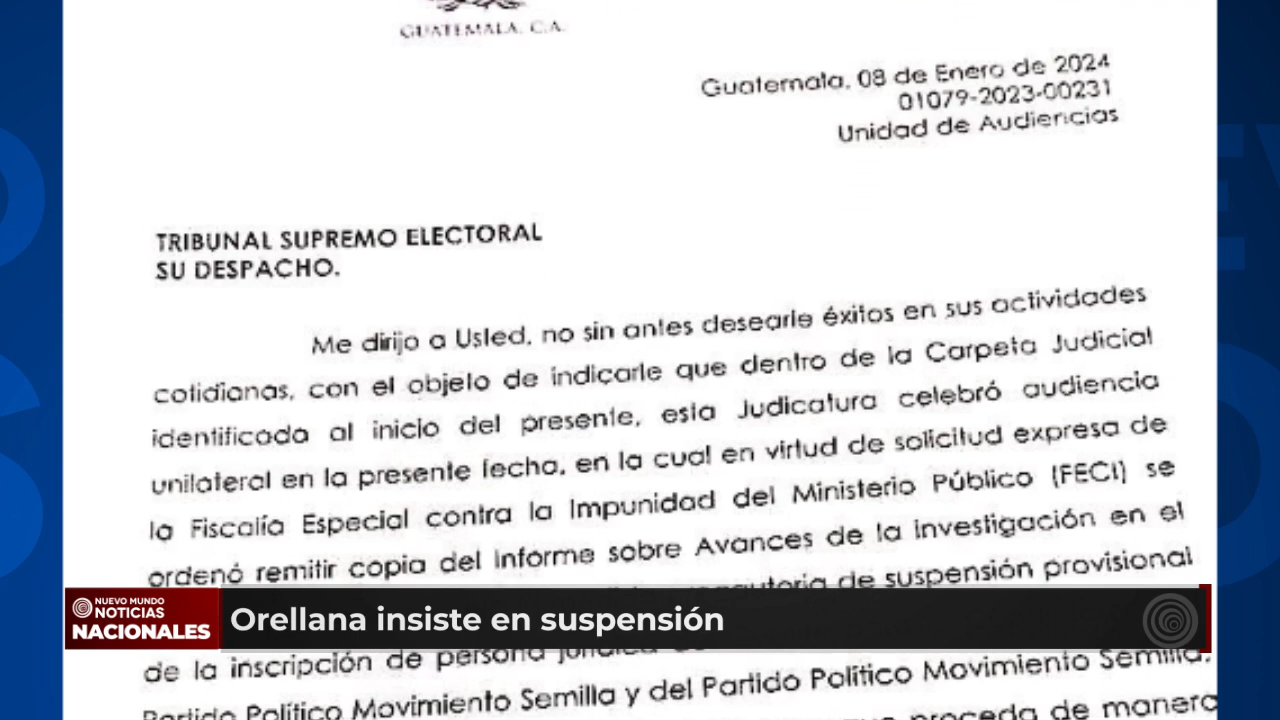 GUATEMALA, C.A.
Guatemala, 08 de Enero de 2024
01079-2023-00231
Unidad de Audiencias
TRIBUNAL SUPREMO ELECTORAL
SU DESPACHO.
Me dirijo a Usted, no sin antes desearle éxitos en sus actividades
cotidianas, con el objeto de indicarle que dentro de la Carpeta Judicial
identificada al inicio del presente, esta Judicatura celebró audiencia
unilateral en la presente fecha, en la cual en virtud de solicitud expresa de
la Fiscalía Especial contra la Impunidad del Ministerio Público (FECI) se
ordenó remitir copia del Informe sobre Avances de la investigación en el
de suspensión provisional
NUEVO MUNDO
NOTICIAS
NACIONALES
Orellana insiste en suspensión
de la inscripción de persona jurídica
Partido Político Movimiento Semilla y del Partido Político Movimiento Semilla,
proceda de manera